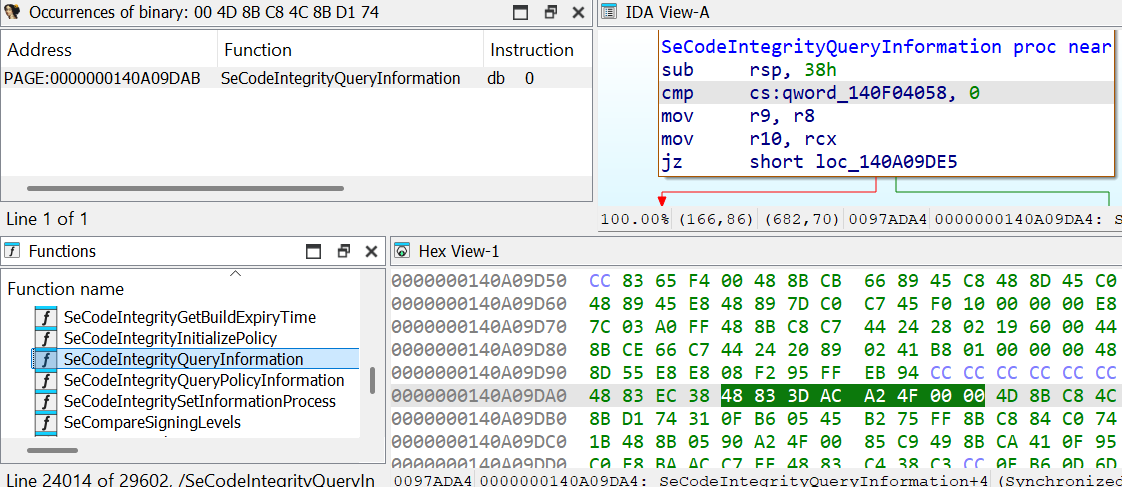 Occurrences of binary: 00 4D 8B C8 4C 8B D1 74
Address Function Instruction
PAGE:0000000140A09DAB SeCodeIntegrityQueryInformation db 0
Line 1 of 1
IDA View-A
SeCodeIntegrityQueryInformation proc near
sub rsp, 38h
cmp cs:qword_140F04058, 0
mov r9, r8
mov r10, rcx
jz short loc_140A09DE5
100.00% (166,86) (682,70) 0097ADA4 0000000140A09DA4: S
Functions
Function name
SeCodeIntegrityGetBuildExpiryTime
SeCodeIntegrityInitializePolicy
SeCodeIntegrityQueryInformation
SeCodeIntegrityQueryPolicyInformation
SeCodeIntegritySetInformationProcess
SeCompareSigningLevels
Line 24014 of 29602, /SeCodeIntegrityQueryIn
Hex View-1
0000000140A09D50 CC 83 65 F4 00 48 8B CB 66 89 45 C8 48 8D 45 C0
0000000140A09D60 48 89 45 E8 48 89 7D C0 C7 45 F0 10 00 00 00 E8
0000000140A09D70 7C 03 A0 FF 48 8B C8 C7 44 24 28 02 19 60 00 44
0000000140A09D80 8B CE 66 C7 44 24 20 89 02 41 B8 01 00 00 00 48
0000000140A09D90 8D 55 E8 E8 08 F2 95 FF EB 94 CC CC CC CC CC CC
0000000140A09DA0 48 83 EC 38 48 83 3D AC A2 4F 00 00 4D 8B C8 4C
0000000140A09DB0 8B D1 74 31 0F B6 05 45 B2 75 FF 8B C8 84 C0 74
0000000140A09DC0 1B 48 8B 05 90 A2 4F 00 85 C9 49 8B CA 41 0F 95
0000000140A09DD0 C0 E8 BA AC C7 FF 48 83 C4 38 C3 CC 0F B6 0D 6D
0097ADA4 0000000140A09DA4: SeCodeIntegrityQueryInformation+4 (Synchronized